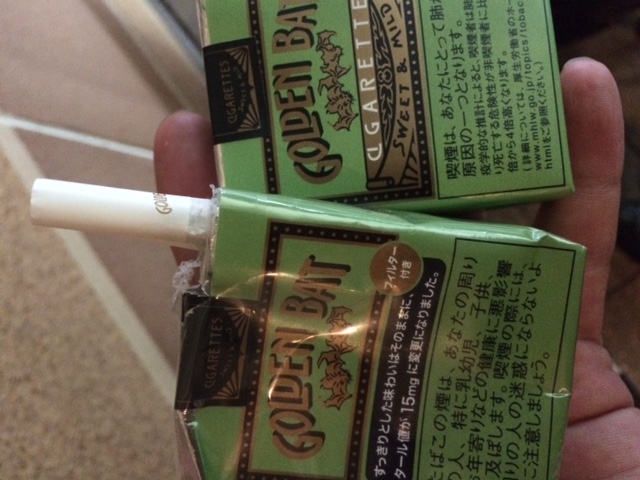 CIGARETTES
GOLDEN BAT
CIGARETTES
SWEET & MILD
喫煙は、あなたにとって肺が
原因の一つとなります。
疫学的な推計によると、喫煙者は肺
り死亡する危険性が非喫煙者に比
倍から4倍高くなります。
(詳細については、厚生労働省のホー
www.mhlw.go.jp/topics/tobac
htmlをご参照ください。)
CIGARETTES
GOLDEN BAT
フィルター
付き
すっきりとした味わいはそのままに、
タール値が15mgに変更になりました。
たばこの煙は、あなたの周り
の人、特に乳幼児、子供、
お年寄りなどの健康に悪影響
を及ぼします。喫煙の際には、
周りの人の迷惑にならないよ
うに注意しましょう。